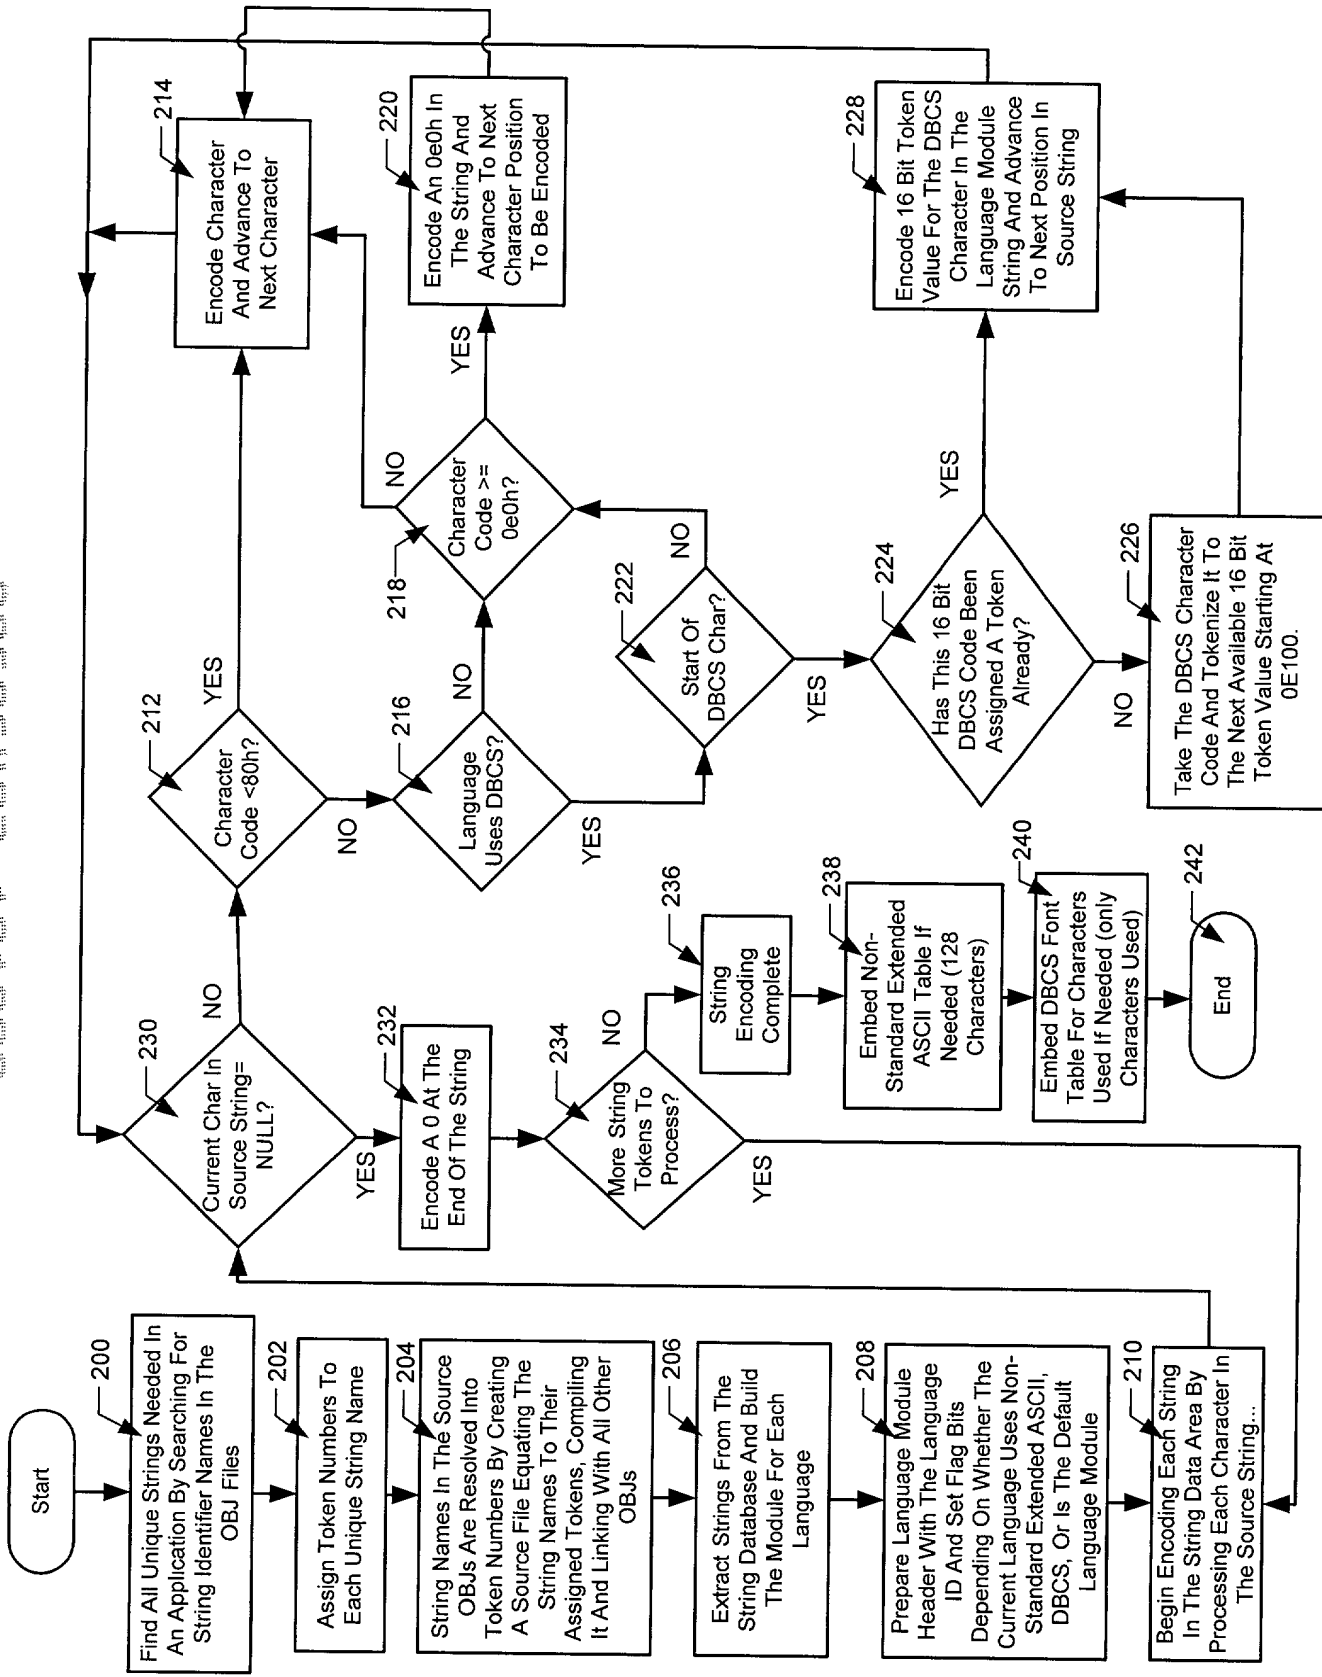 Start
200
Find All Unique Strings Needed In
An Application By Searching For
String Identifier Names In The
OBJ Files
202
Assign Token Numbers To
Each Unique String Name
204
String Names In The Source
OBJs Are Resolved Into
Token Numbers By Creating
A Source File Equating The
String Names To Their
Assigned Tokens, Compiling
It And Linking With All Other
OBJs
206
Extract Strings From The
String Database And Build
The Module For Each
Language
208
Prepare Language Module
Header With The Language
ID And Set Flag Bits
Depending On Whether The
Current Language Uses Non-
Standard Extended ASCII,
DBCS, Or Is The Default
Language Module
210
Begin Encoding Each String
In The String Data Area By
Processing Each Character In
The Source String...
230
Current Char In
Source String=
NULL?
NO
YES
232
Encode A 0 At The
End Of The String
234
More String
Tokens To
Process?
NO
YES
236
String
Encoding
Complete
238
Embed Non-
Standard Extended
ASCII Table If
Needed (128
Characters)
240
Embed DBCS Font
Table For Characters
Used If Needed (only
Characters Used)
242
End
212
Character
Code <80h?
YES
NO
214
Encode Character
And Advance To
Next Character
216
Language
Uses DBCS?
NO
YES
218
Character
Code >=
0e0h?
NO
YES
220
Encode An 0e0h In
The String And
Advance To Next
Character Position
To Be Encoded
222
Start Of
DBCS Char?
NO
YES
224
Has This 16 Bit
DBCS Code Been
Assigned A Token
Already?
YES
NO
226
Take The DBCS Character
Code And Tokenize It To
The Next Available 16 Bit
Token Value Starting At
0E100.
228
Encode 16 Bit Token
Value For The DBCS
Character In The
Language Module
String And Advance
To Next Position In
Source String